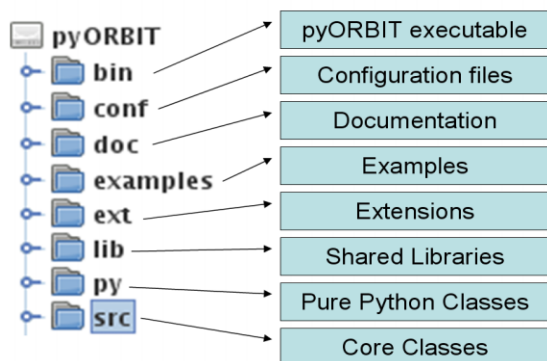 pyORBIT
bin
conf
doc
examples
ext
lib
py
src
pyORBIT executable
Configuration files
Documentation
Examples
Extensions
Shared Libraries
Pure Python Classes
Core Classes